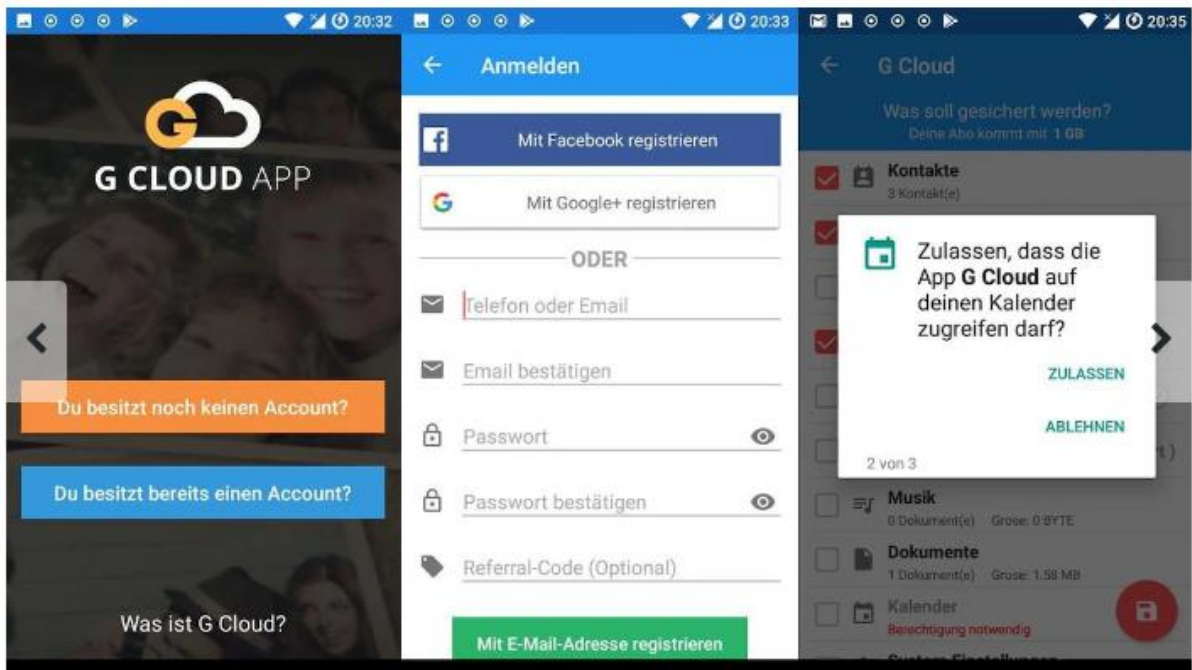 20:32
G
G CLOUD APP
Du besitzt noch keinen Account?
Du besitzt bereits einen Account?
Was ist G Cloud?
20:33
Anmelden
f
Mit Facebook registrieren
G
Mit Google+ registrieren
ODER
Telefon oder Email
Email bestätigen
Passwort
Passwort bestätigen
Referral-Code (Optional)
Mit E-Mail-Adresse registrieren
20:35
G Cloud
Was soll gesichert werden?
Deine Abo kommt mit 1 GB
Kontakte
3 Kontakt(e)
Zulassen, dass die
App G Cloud auf
deinen Kalender
zugreifen darf?
ZULASSEN
ABLEHNEN
2 von 3
Musik
0 Dokument(e) Grose: 0 BYTE
Dokumente
1 Dokument(e) Grose: 1.58 MB
Kalender
Berechtigung notwendig
System Einstellungen